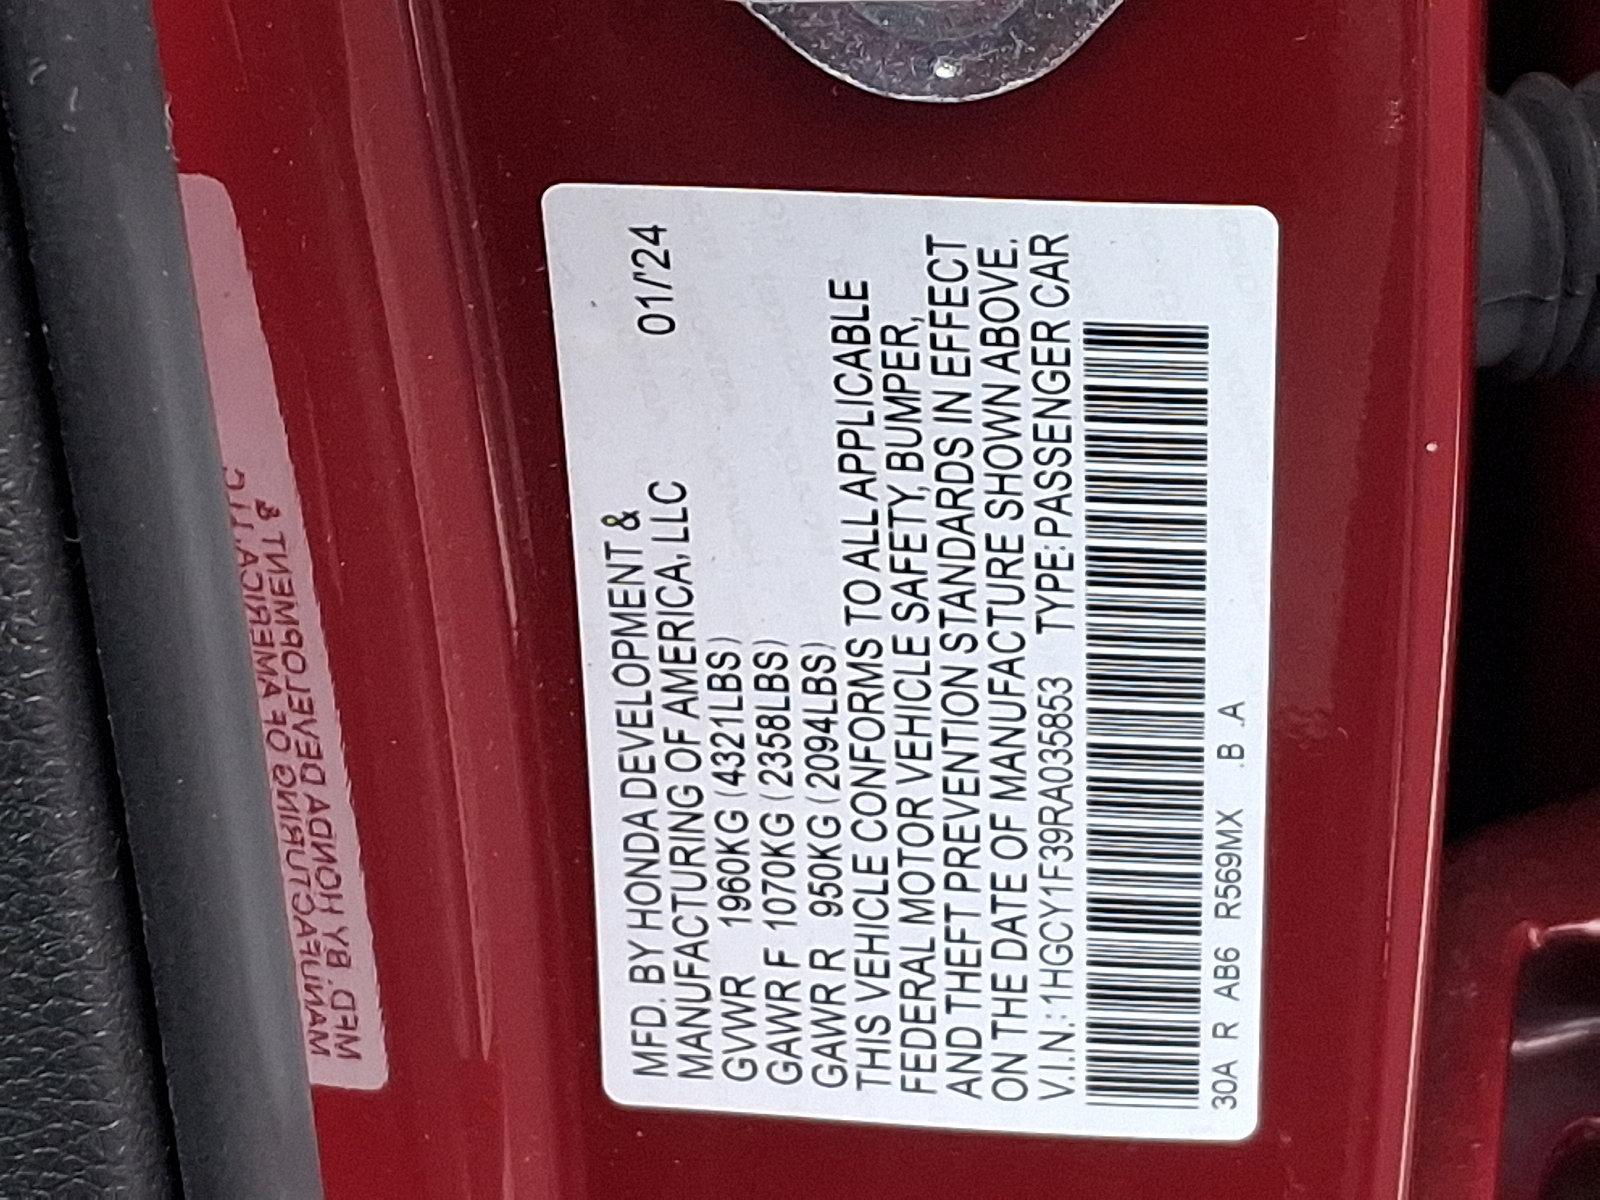 MFD. BY HONDA DEVELOPMENT &
MANUFACTURING OF AMERICA, LLC 01/'24
GVWR 1960KG (4321LBS)
GAWR F 1070KG (2358LBS)
GAWR R 950KG (2094LBS)
THIS VEHICLE CONFORMS TO ALL APPLICABLE
FEDERAL MOTOR VEHICLE SAFETY, BUMPER,
AND THEFT PREVENTION STANDARDS IN EFFECT
ON THE DATE OF MANUFACTURE SHOWN ABOVE.
V.I.N.: 1HGCY1F39RA035853 TYPE: PASSENGER CAR
30A R AB6 R569MX .B .A
MFD. BY HONDA DEVELOPMENT &
MANUFACTURING OF AMERICA, LLC